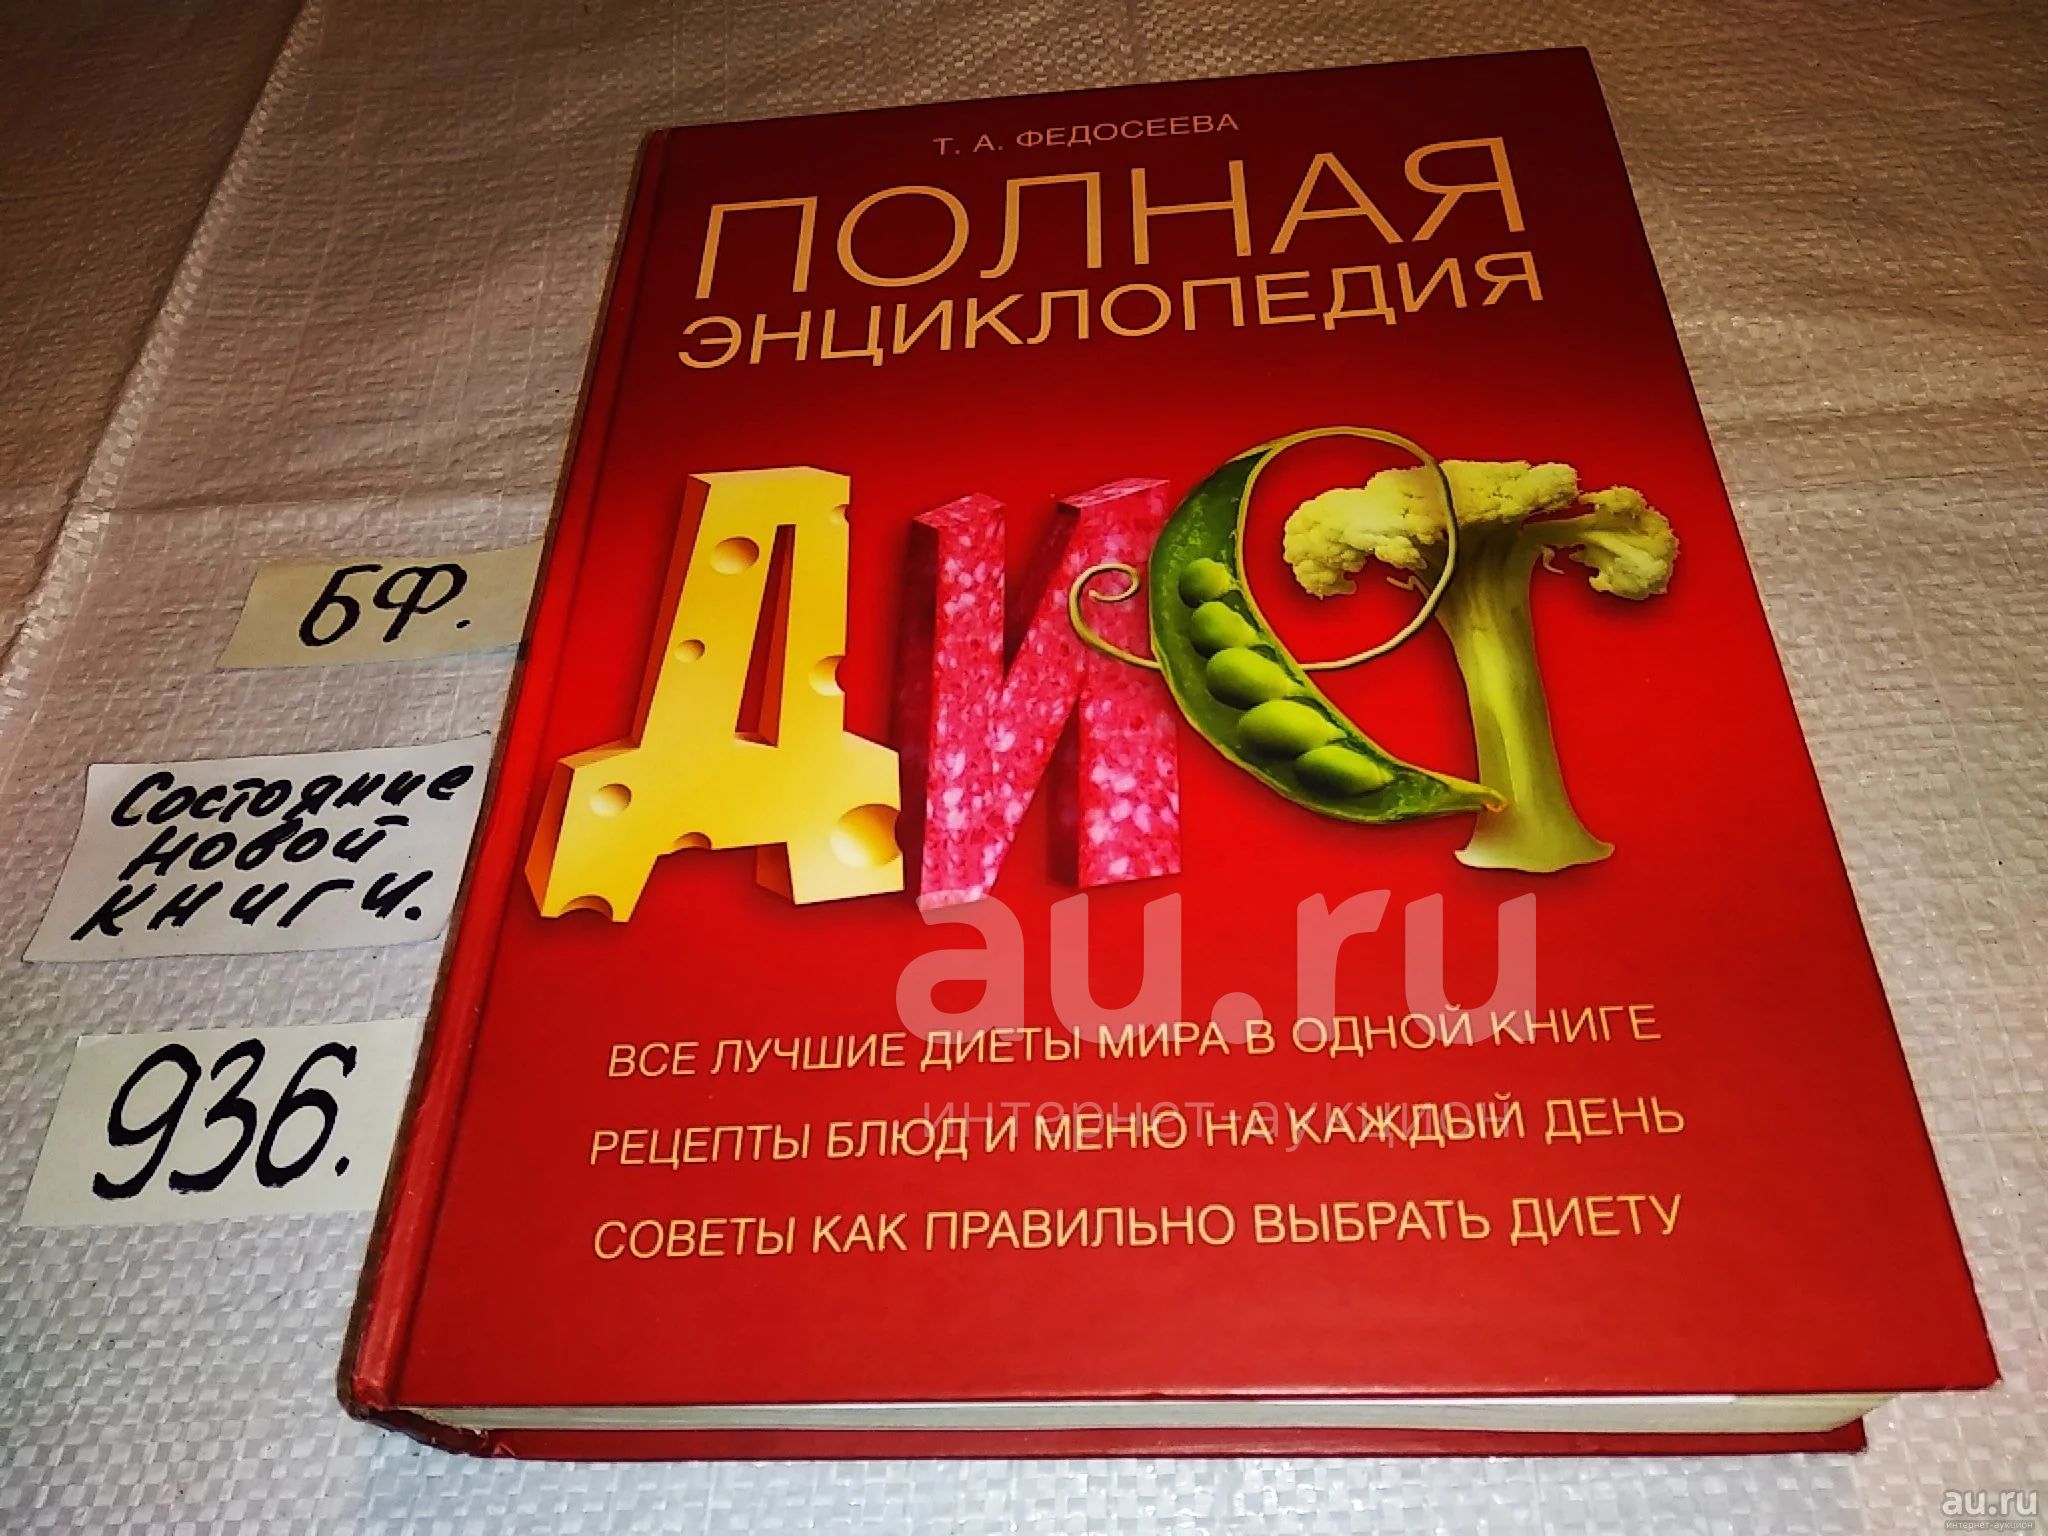 Т. А. ФЕДОСЕЕВА
ПОЛНАЯ
ЭНЦИКЛОПЕДИЯ
ДИЕТ
ВСЕ ЛУЧШИЕ ДИЕТЫ МИРА В ОДНОЙ КНИГЕ
РЕЦЕПТЫ БЛЮД И МЕНЮ НА КАЖДЫЙ ДЕНЬ
СОВЕТЫ КАК ПРАВИЛЬНО ВЫБРАТЬ ДИЕТУ
БФ.
Состояние
новой
книги.
936.
au.ru
интернет-аукцион
au.ru
интернет-аукцион